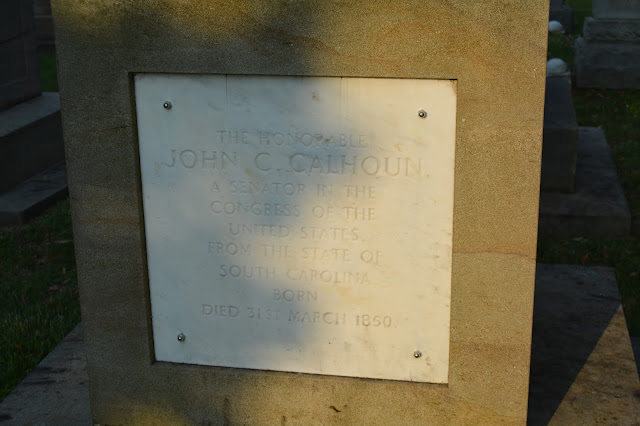 THE HONORABLE
JOHN C. CALHOUN.
A SENATOR IN THE
CONGRESS OF THE
UNITED STATES.
FROM THE STATE OF
SOUTH CAROLINA
BORN
DIED 31ST MARCH 1850.